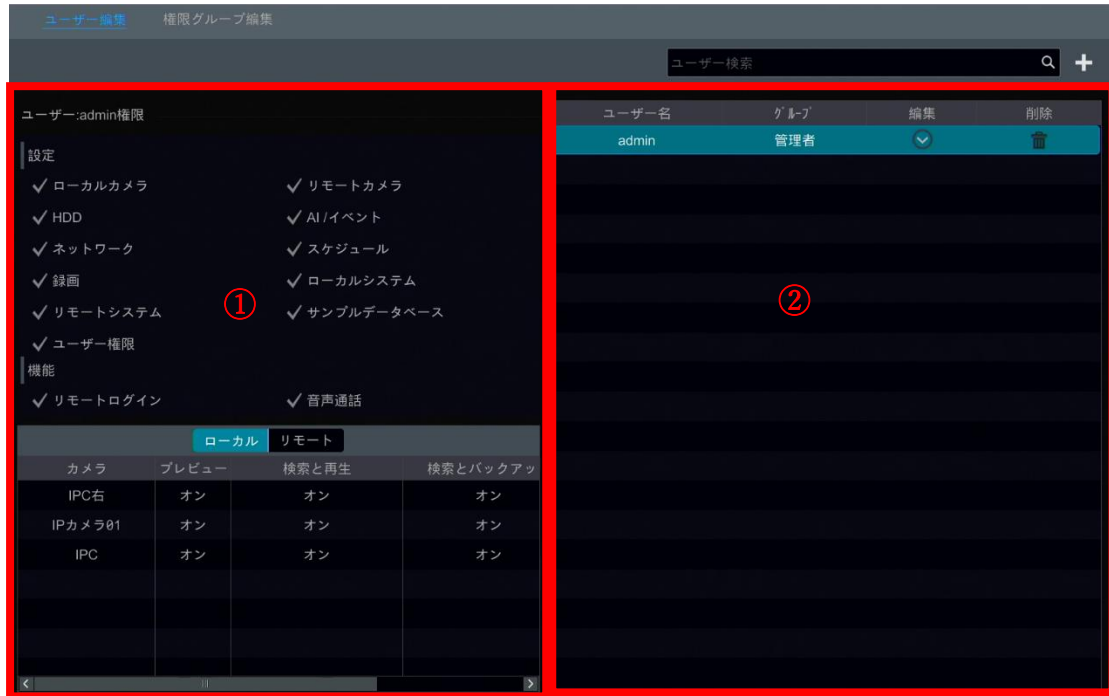 ユーザー編集 権限グループ編集
ユーザー検索
ユーザー:admin権限
設定
ローカルカメラ リモートカメラ
HDD AI/イベント
ネットワーク スケジュール
録画 ローカルシステム
リモートシステム サンプルデータベース
ユーザー権限
機能
リモートログイン 音声通話
①
ローカル リモート
カメラ プレビュー 検索と再生 検索とバックアッ
IPC右 オン オン オン
IPカメラ01 オン オン オン
IPC オン オン オン
ユーザー名 グループ 編集 削除
admin 管理者
②